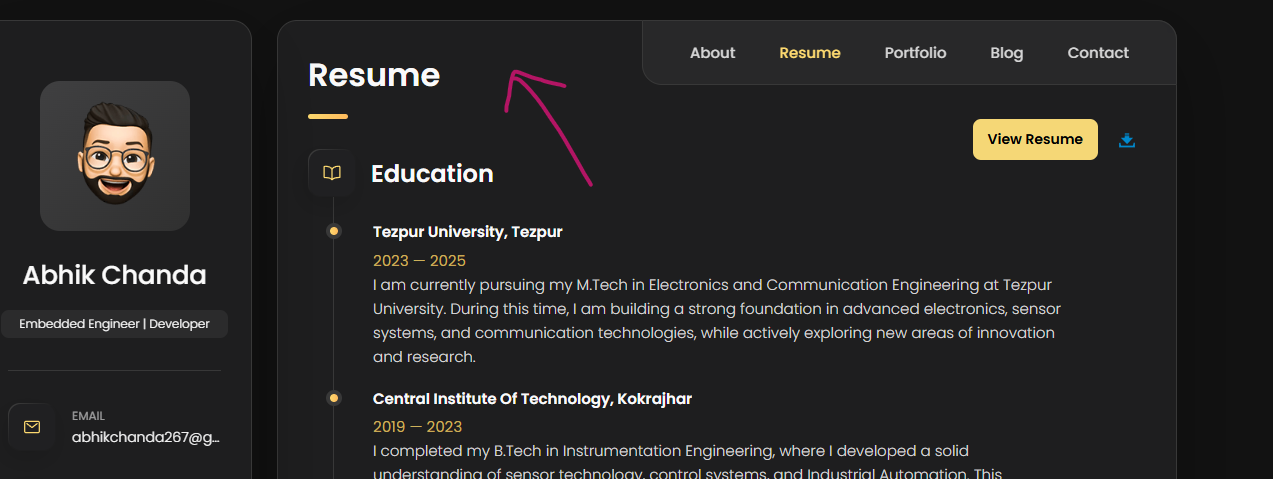 Abhik Chanda
Embedded Engineer | Developer
EMAIL
abhikchanda267@g...
About
Resume
Portfolio
Blog
Contact
Resume
View Resume
Education
Tezpur University, Tezpur
2023 — 2025
I am currently pursuing my M.Tech in Electronics and Communication Engineering at Tezpur
University. During this time, I am building a strong foundation in advanced electronics, sensor
systems, and communication technologies, while actively exploring new areas of innovation
and research.
Central Institute Of Technology, Kokrajhar
2019 — 2023
I completed my B.Tech in Instrumentation Engineering, where I developed a solid
understanding of sensor technology, control systems, and Industrial Automation. This